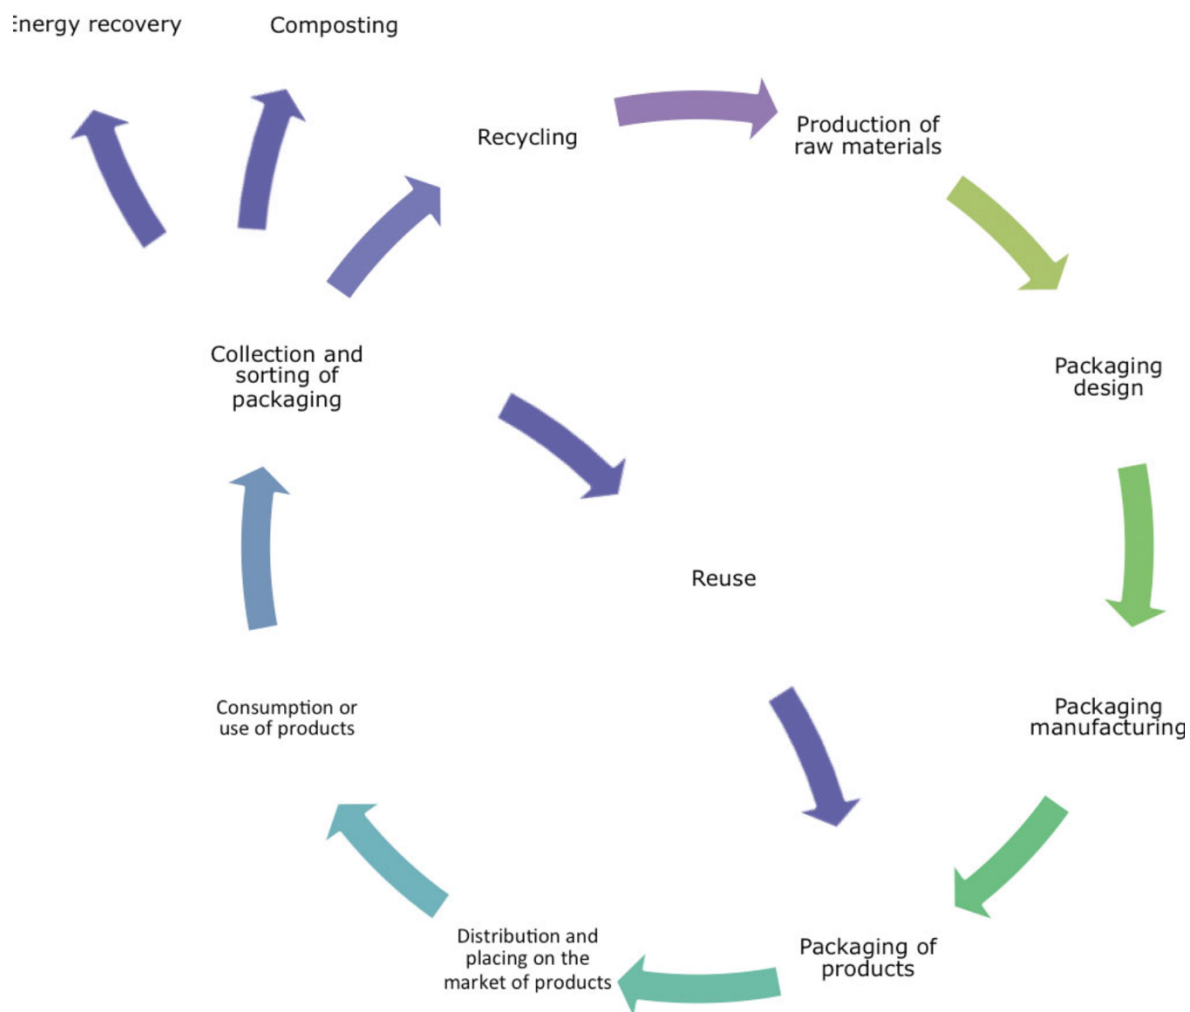 Energy recovery
Composting
Recycling
Production of
raw materials
Collection and
sorting of
packaging
Packaging
design
Reuse
Consumption or
use of products
Packaging
manufacturing
Distribution and
placing on the
market of products
Packaging of
products